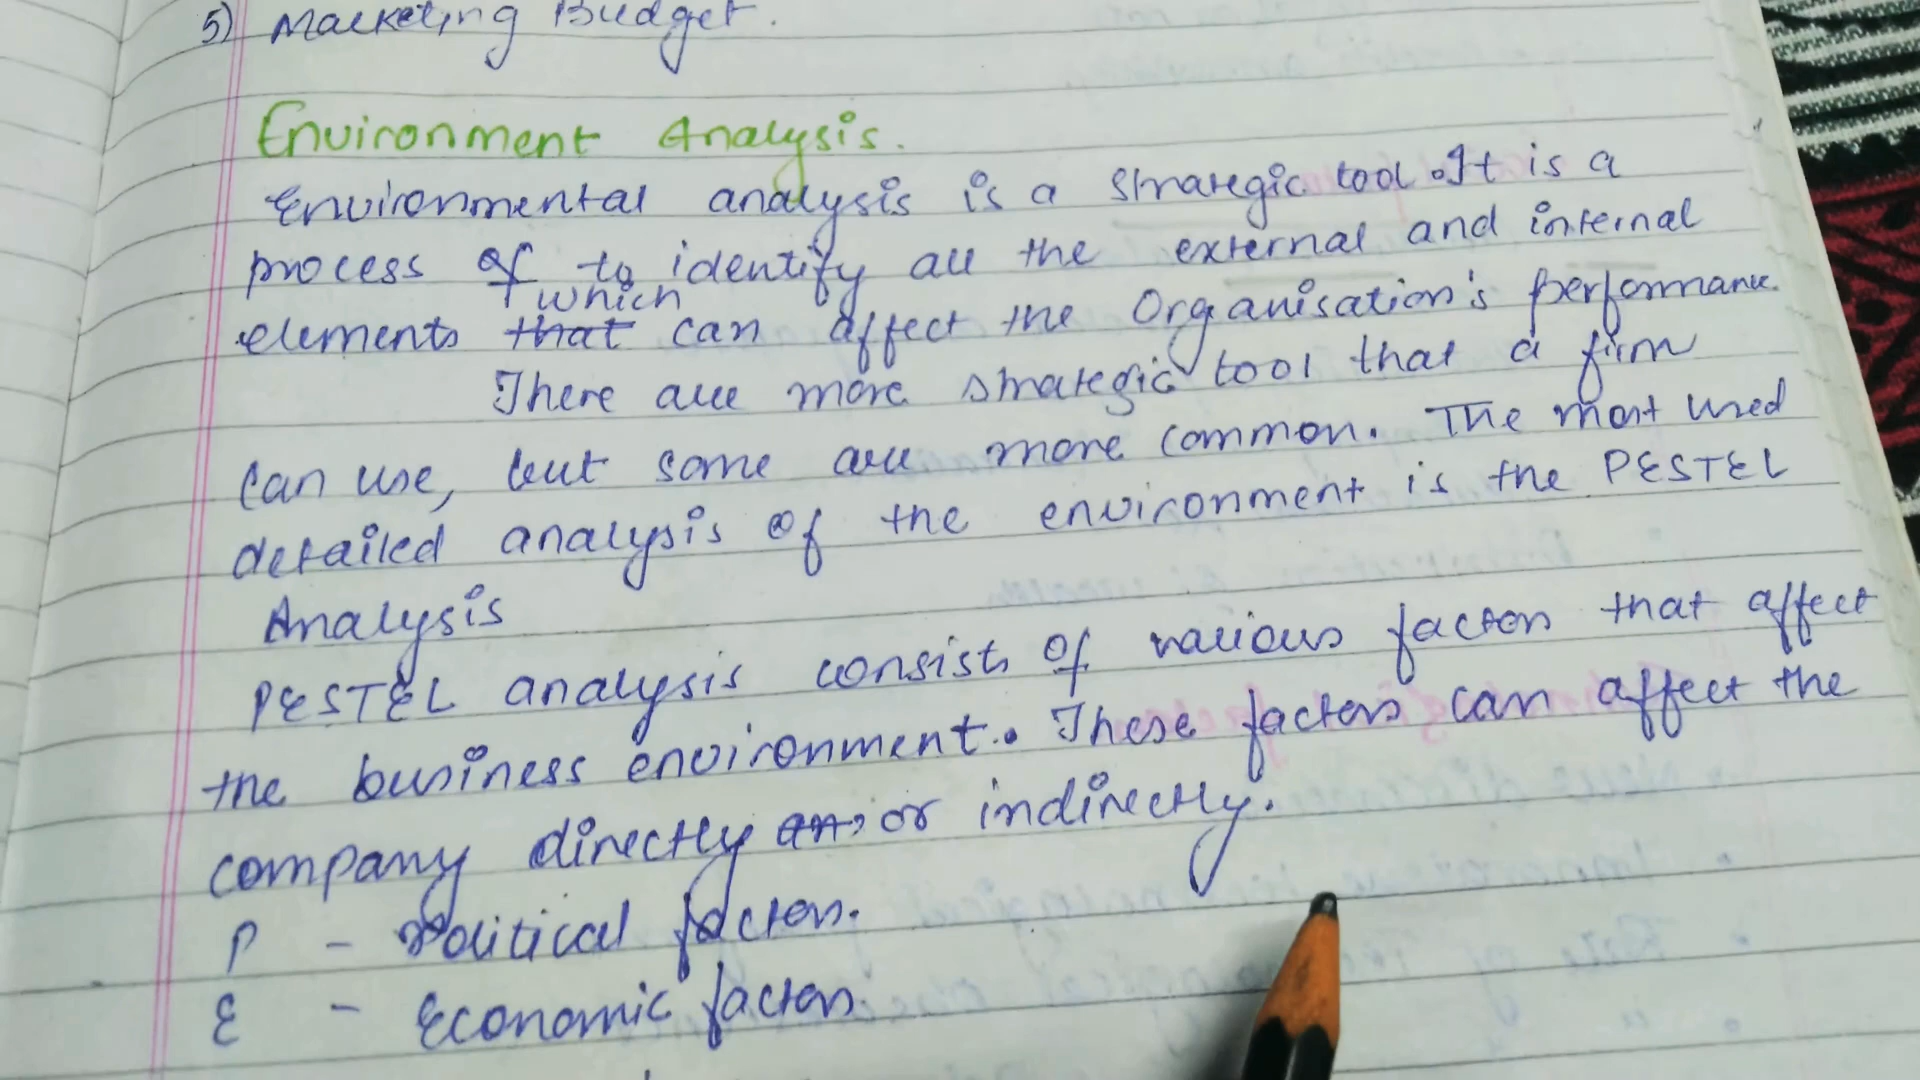 5) Marketing Budget.
Environment Analysis.
Environmental analysis is a strategic tool. It is a
process of to identify all the external and internal
which
elements that can affect the Organisation's performance.
There are more strategic tool that a firm
can use, but some are more common. The most used
detailed analysis of the environment is the PESTEL
Analysis
PESTEL analysis consists of various factors that affect
the business environment. These factors can affect the
company directly or indirectly.
P - Political factors.
E - Economic factors.